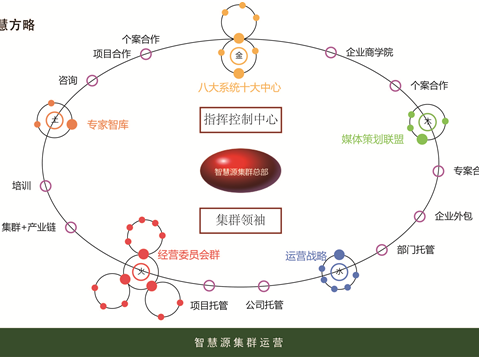 慧方略
个案合作
项目合作
咨询
金
企业商学院
个案合作
八大系统十大中心
土
专家智库
指挥控制中心
木
媒体策划联盟
智慧源集群总部
专案合
培训
集群+产业链
集群领袖
企业外包
经营委员会群
运营战略
部门托管
火
水
项目托管
公司托管
智慧源集群运营